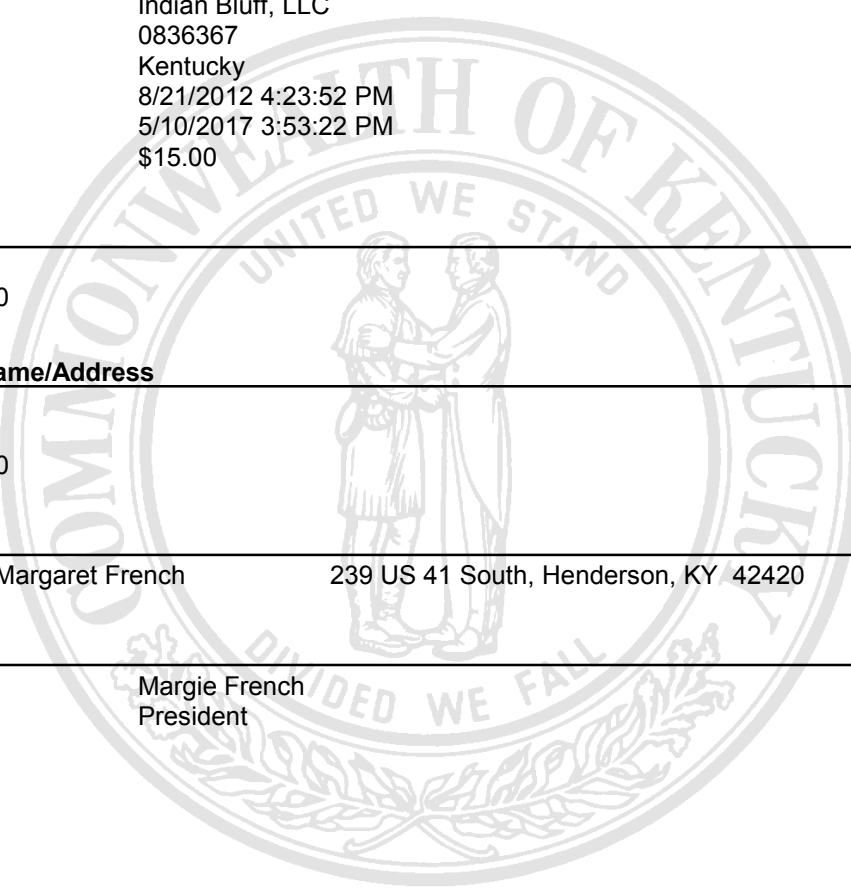 Indian Bluff, LLC
0836367
Kentucky
8/21/2012 4:23:52 PM
5/10/2017 3:53:22 PM
$15.00
COMMONWEALTH OF KENTUCKY
UNITED WE STAND
0
ame/Address
0
Margaret French 239 US 41 South, Henderson, KY 42420
DIVIDED WE FALL
Margie French
President